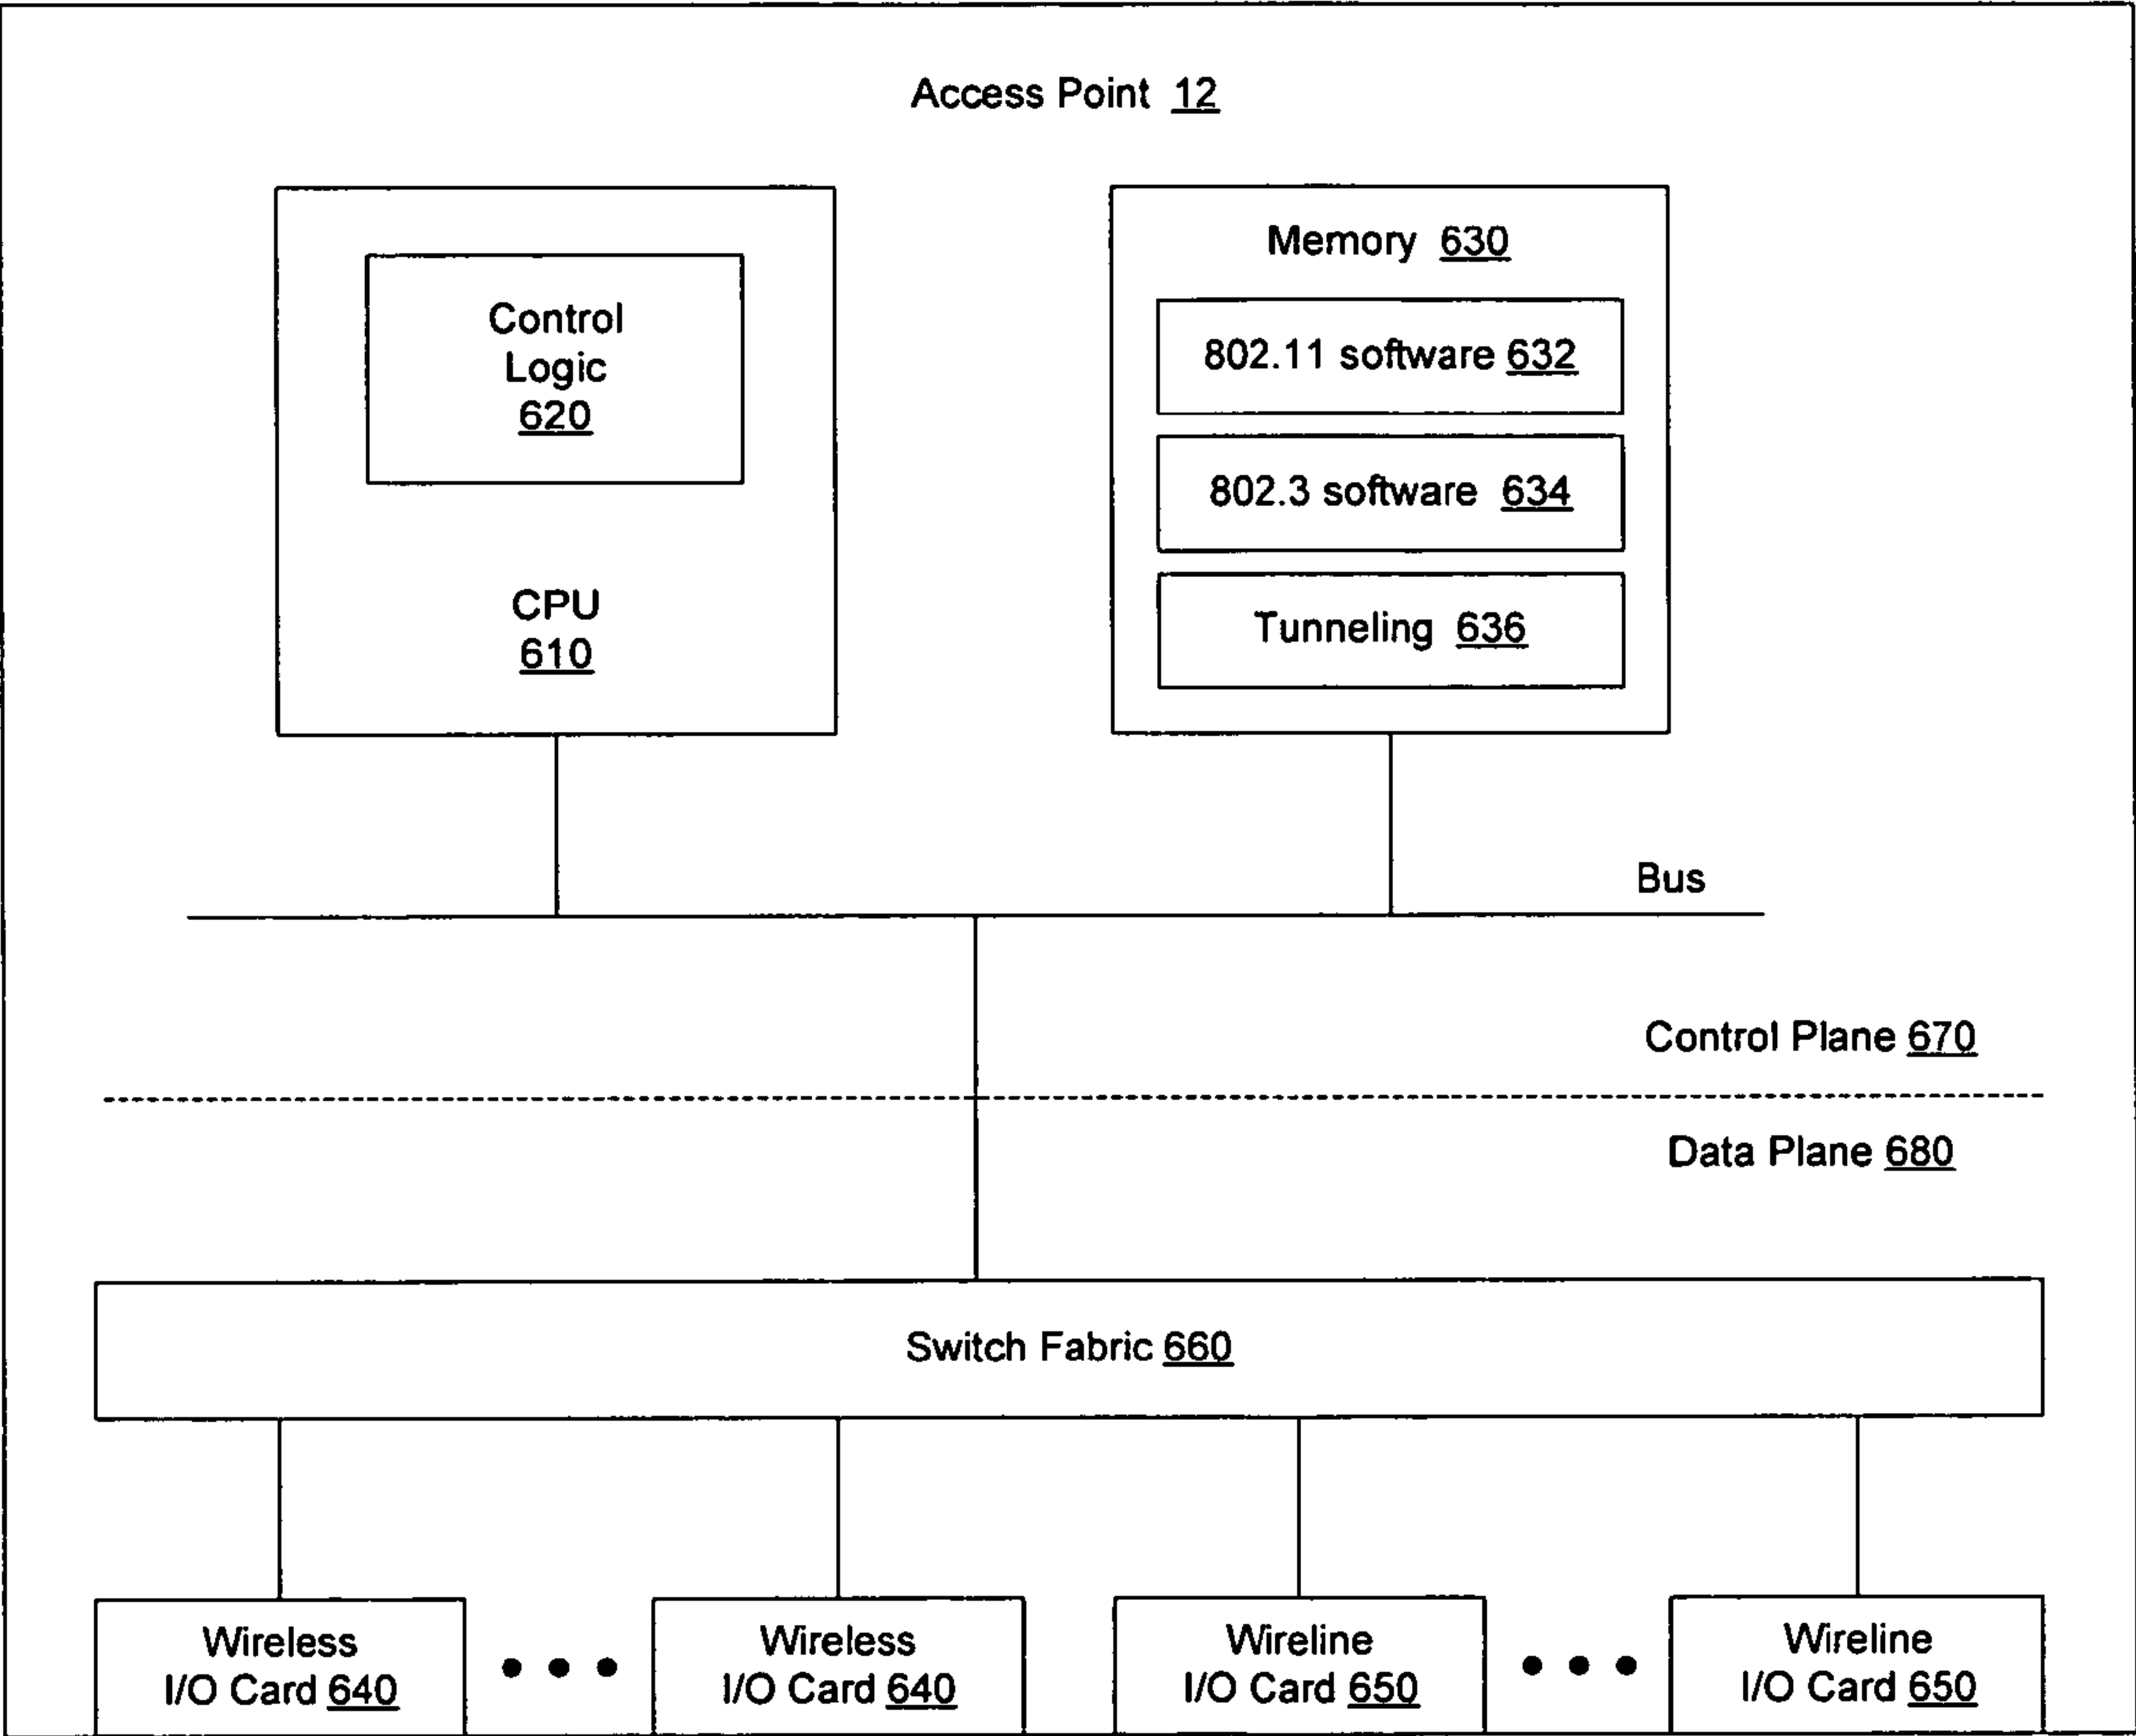 Access Point 12
Control
Logic
620
CPU
610
Memory 630
802.11 software 632
802.3 software 634
Tunneling 636
Bus
Control Plane 670
Data Plane 680
Switch Fabric 660
Wireless
I/O Card 640
Wireless
I/O Card 640
Wireline
I/O Card 650
Wireline
I/O Card 650